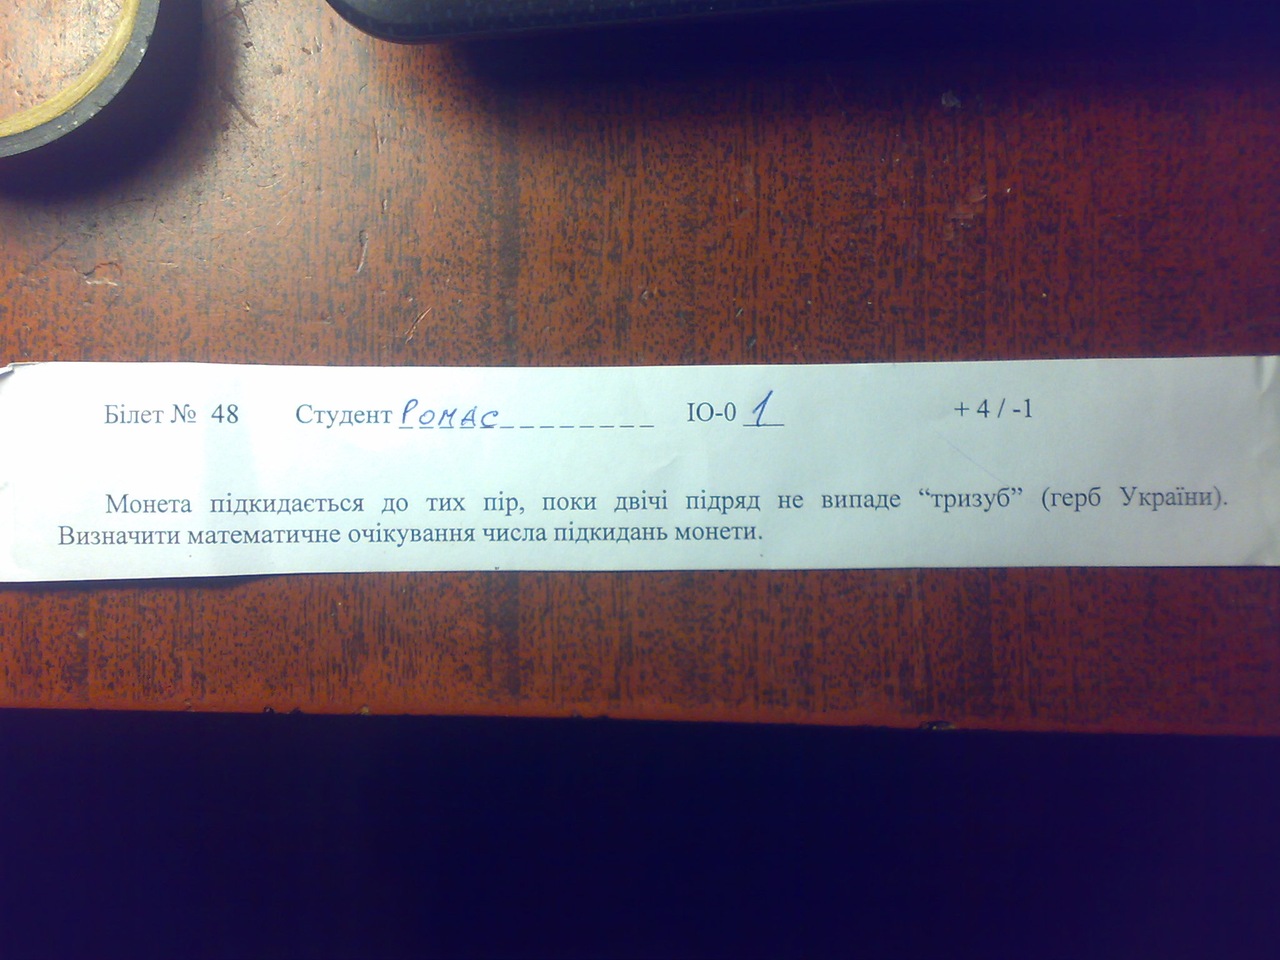 Білет № 48 Студент Ромас_ _ _ _ _ _ _ _ ІО-0 1 + 4 / -1
Монета підкидається до тих пір, поки двічі підряд не випаде “тризуб” (герб України).
Визначити математичне очікування числа підкидань монети.